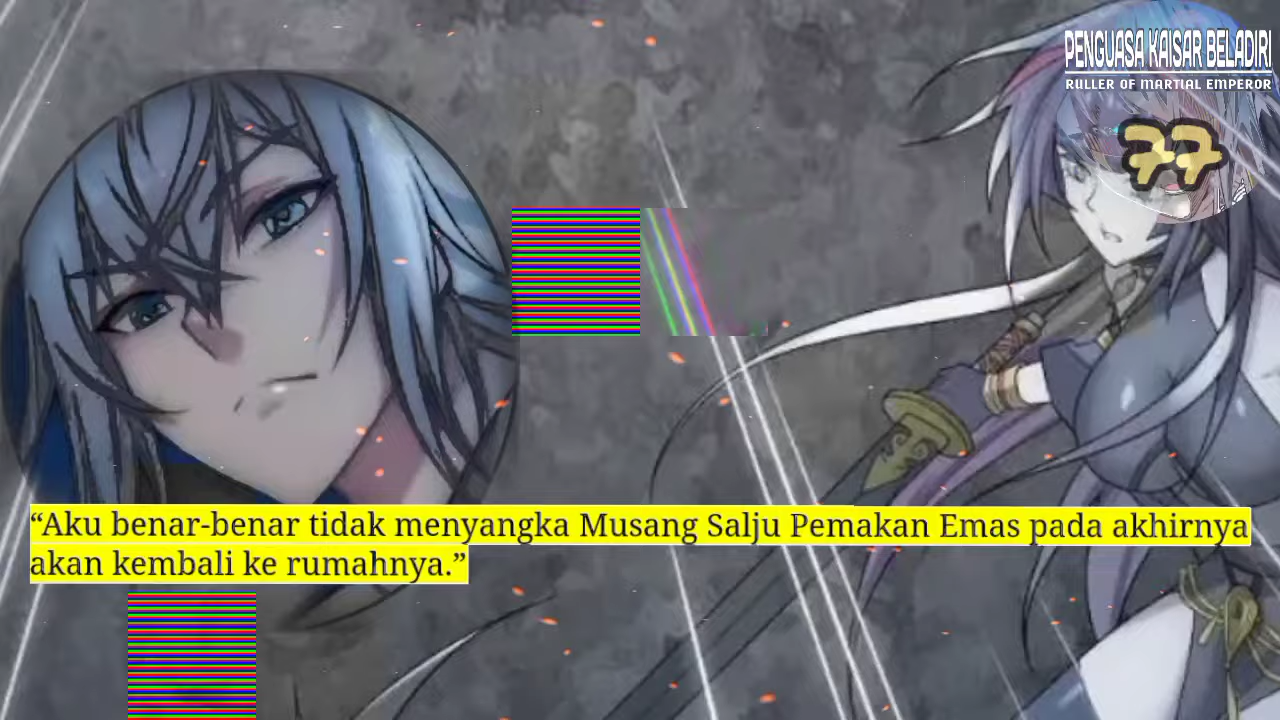 PENGUASA KAISAR BELADIRI
RULLER OF MARTIAL EMPEROR
77
“Aku benar-benar tidak menyangka Musang Salju Pemakan Emas pada akhirnya
akan kembali ke rumahnya.”